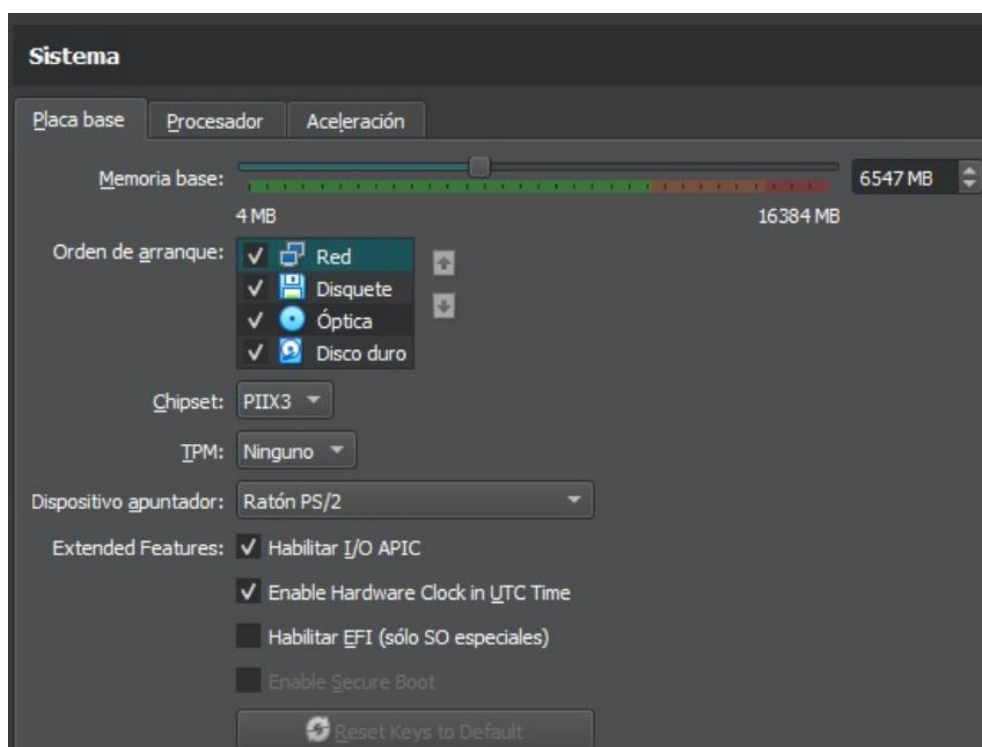 Sistema
Placa base Procesador Aceleración
Memoria base: 6547 MB
4 MB 16384 MB
Orden de arranque: Red
Disquete
Óptica
Disco duro
Chipset: PIIX3
TPM: Ninguno
Dispositivo apuntador: Ratón PS/2
Extended Features: Habilitar I/O APIC
Enable Hardware Clock in UTC Time
Habilitar EFI (sólo SO especiales)
Enable Secure Boot
Reset Keys to Default